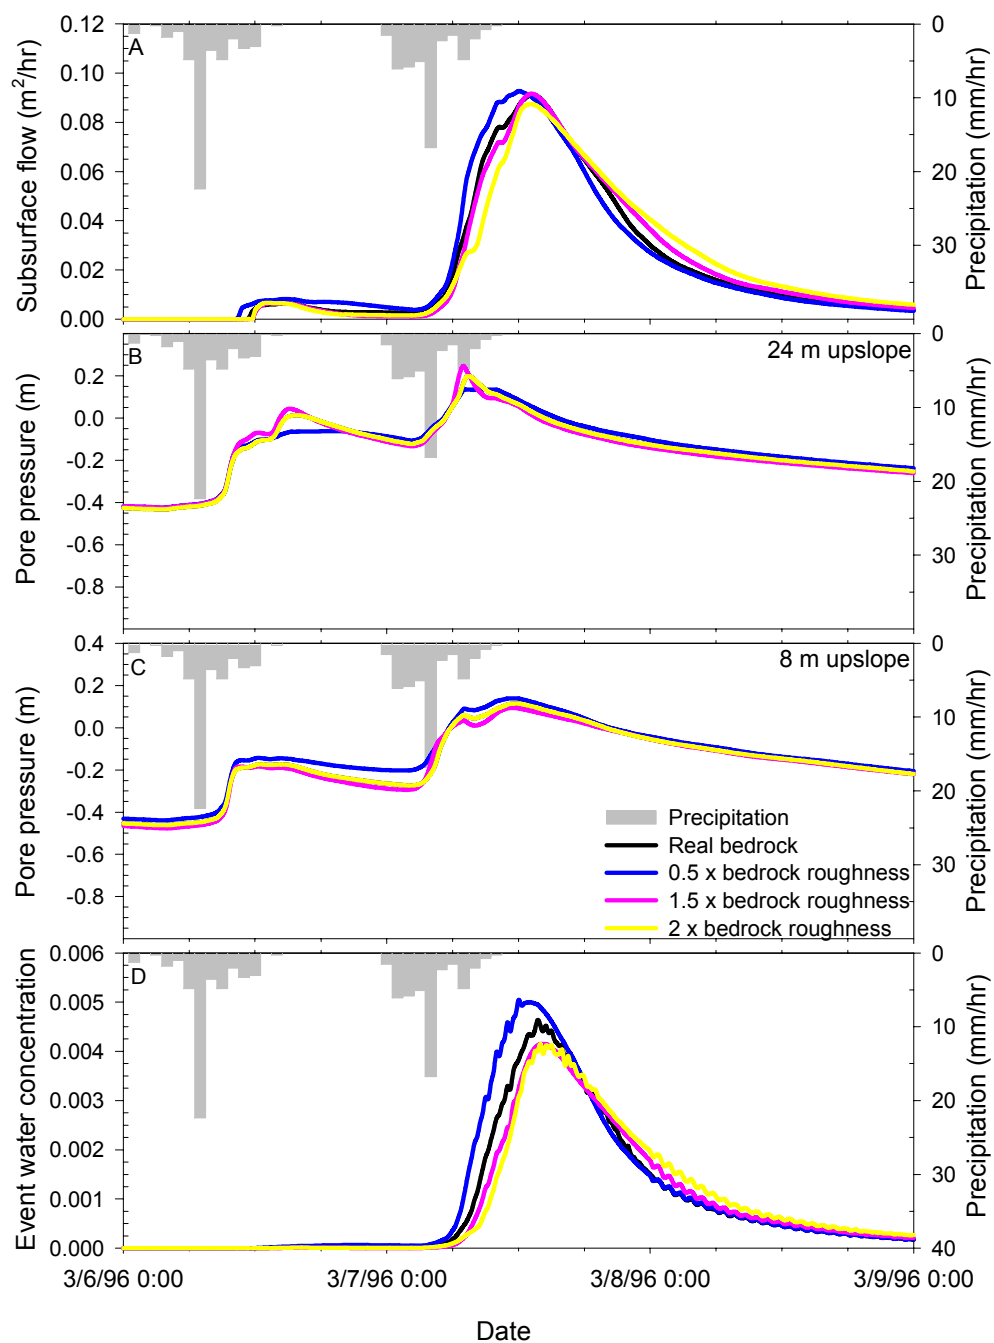 A
0.12
0.10
0.08
0.06
0.04
0.02
0.00
Subsurface flow (m²/hr)
0
10
20
30
Precipitation (mm/hr)
B
24 m upslope
0.2
0.0
-0.2
-0.4
-0.6
-0.8
Pore pressure (m)
0
10
20
30
Precipitation (mm/hr)
C
8 m upslope
0.4
0.2
0.0
-0.2
-0.4
-0.6
-0.8
Pore pressure (m)
0
10
20
30
Precipitation (mm/hr)
Precipitation
Real bedrock
0.5 x bedrock roughness
1.5 x bedrock roughness
2 x bedrock roughness
D
0.006
0.005
0.004
0.003
0.002
0.001
0.000
Event water concentration
0
10
20
30
40
Precipitation (mm/hr)
3/6/96 0:00
3/7/96 0:00
3/8/96 0:00
3/9/96 0:00
Date